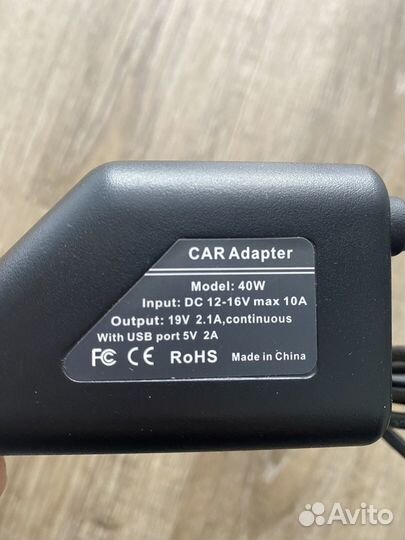 CAR Adapter
Model: 40W
Input: DC 12-16V max 10A
Output: 19V 2.1A,continuous
With USB port 5V 2A
FC CE RoHS Made in China
Avito